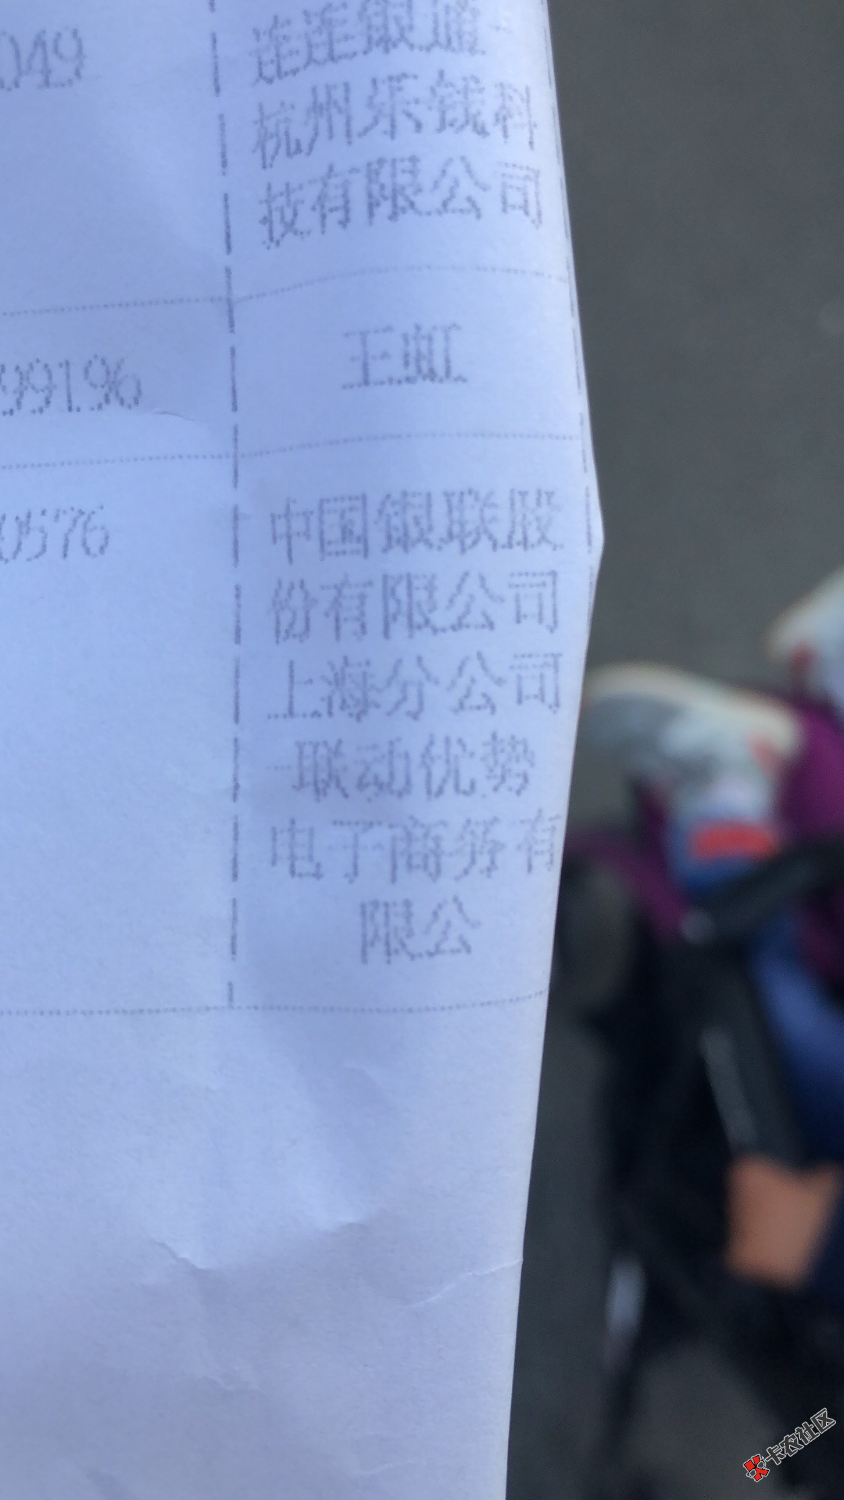 049
连连银通-
杭州乐钱科
技有限公司
99196
王虹
0576
中国银联股
份有限公司
上海分公司
-联动优势
电子商务有
限公
卡农社区